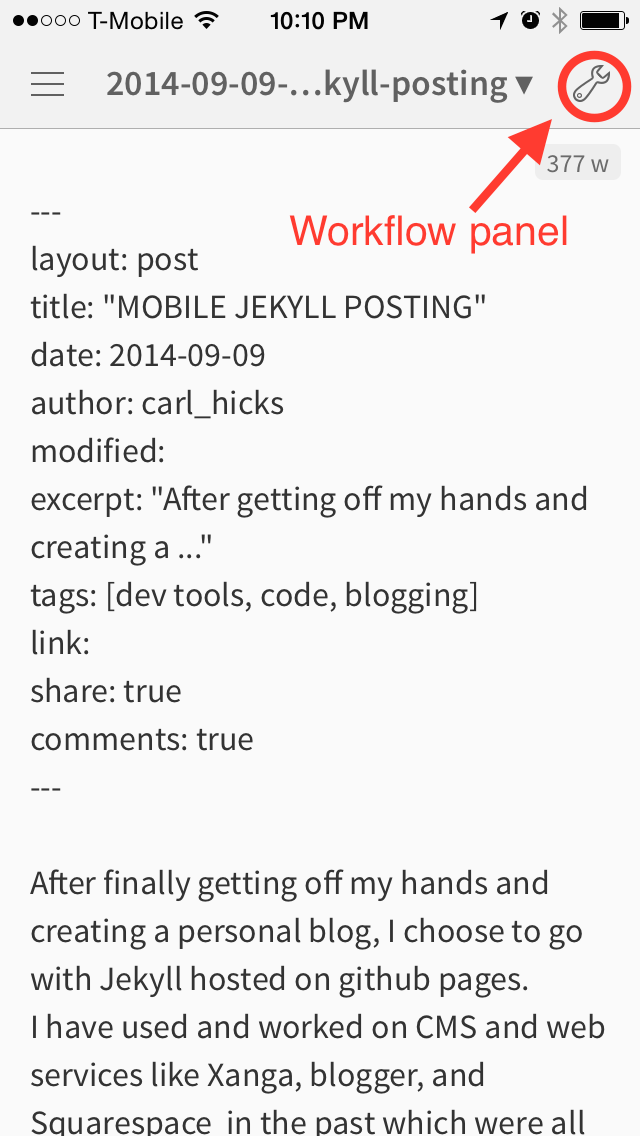 ●●○○○ T-Mobile 10:10 PM
2014-09-09-...kyll-posting ▾
377 w
Workflow panel
---
layout: post
title: "MOBILE JEKYLL POSTING"
date: 2014-09-09
author: carl_hicks
modified:
excerpt: "After getting off my hands and
creating a ..."
tags: [dev tools, code, blogging]
link:
share: true
comments: true
---
After finally getting off my hands and
creating a personal blog, I choose to go
with Jekyll hosted on github pages.
I have used and worked on CMS and web
services like Xanga, blogger, and
Squarespace  in the past which were all